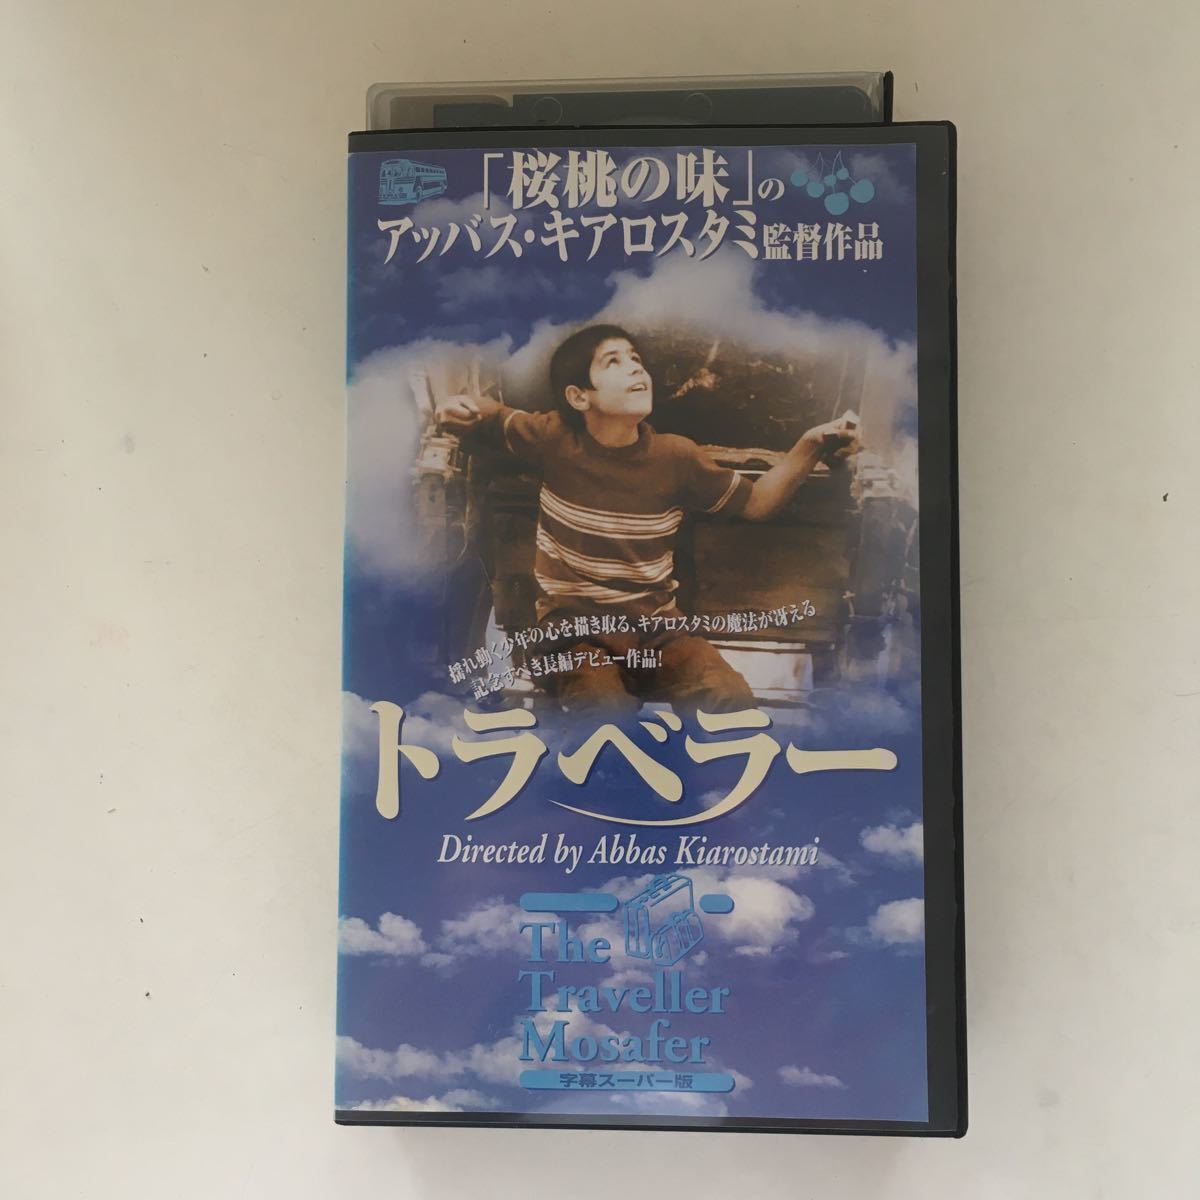 「桜桃の味」の
アッバス・キアロスタミ監督作品
揺れ動く少年の心を描き取る、キアロスタミの魔法が冴える
記念すべき長編デビュー作品!
トラベラー
Directed by Abbas Kiarostami
The
Traveller
Mosafer
字幕スーパー版